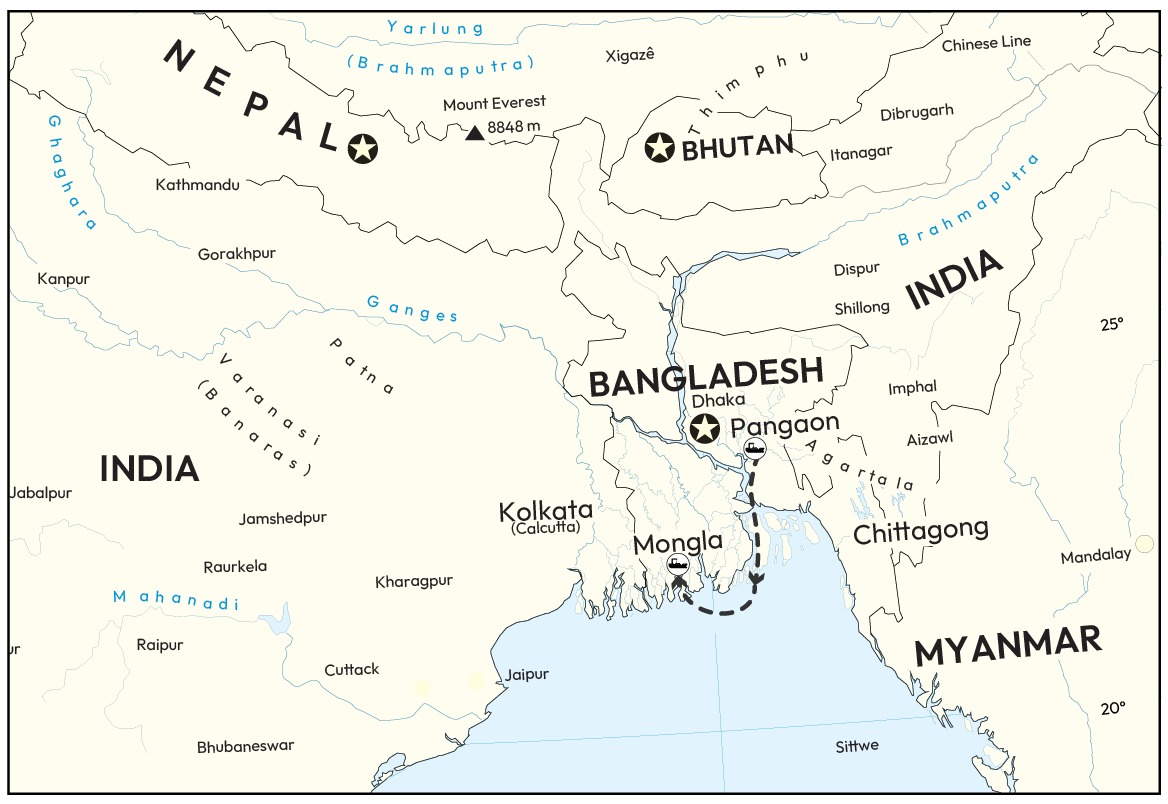 Yarlung
(Brahmaputra)
Xigazê
Chinese Line
NEPAL
Mount Everest
8848 m
Thimphu
BHUTAN
Dibrugarh
Itanagar
Ghaghara
Kathmandu
Brahmaputra
Gorakhpur
Kanpur
Dispur
INDIA
Shillong
Ganges
25°
Varanasi
(Banaras)
Patna
BANGLADESH
Dhaka
Imphal
Pangaon
Aizawl
Agartala
INDIA
Jabalpur
Jamshedpur
Kolkata
(Calcutta)
Chittagong
Mongla
Mandalay
Raurkela
Kharagpur
Mahanadi
ur
Raipur
Cuttack
Jaipur
MYANMAR
20°
Bhubaneswar
Sittwe